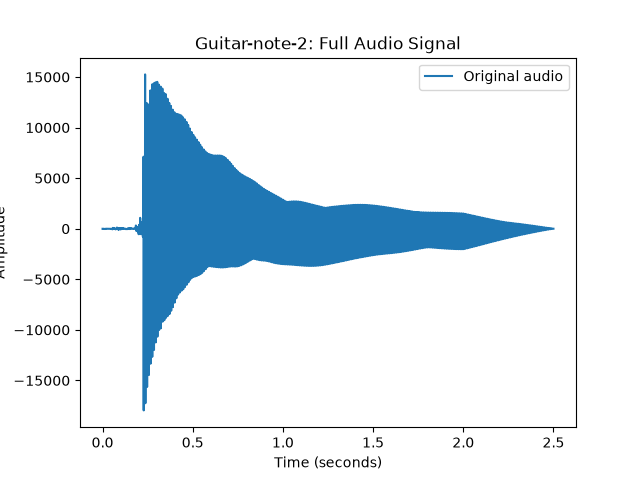 Guitar-note-2: Full Audio Signal
Original audio
15000
10000
5000
0
−5000
−10000
−15000
Amplitude
0.0 0.5 1.0 1.5 2.0 2.5
Time (seconds)